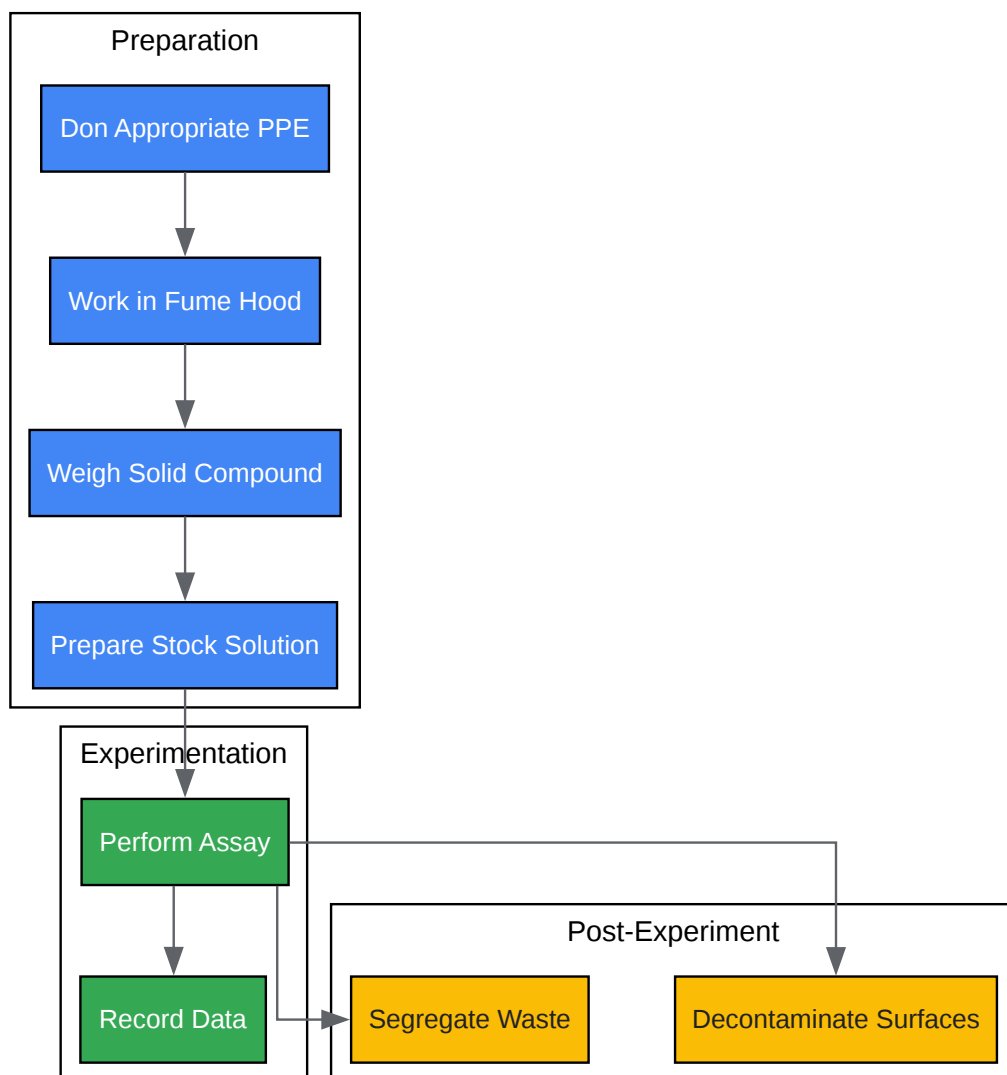 Preparation
Don Appropriate PPE
Work in Fume Hood
Weigh Solid Compound
Prepare Stock Solution
Experimentation
Perform Assay
Record Data
Post-Experiment
Segregate Waste
Decontaminate Surfaces